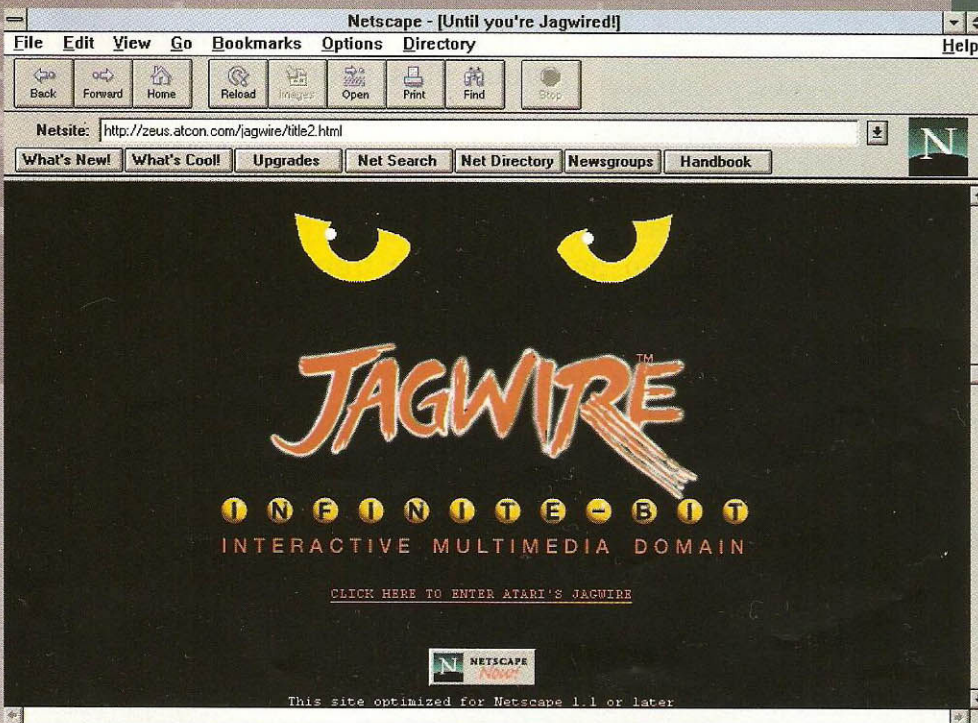 Netscape - [Until you're Jagwired!]
File Edit View Go Bookmarks Options Directory Help
Back Forward Home Reload Images Open Print Find Stop
Netsite: http://zeus.atcon.com/jagwire/title2.html
N
What's New! What's Cool! Upgrades Net Search Net Directory Newsgroups Handbook
JAGWIRE™
INFINITE-BIT
INTERACTIVE MULTIMEDIA DOMAIN
CLICK HERE TO ENTER ATARI'S JAGWIRE
N NETSCAPE
Now!
This site optimized for Netscape 1.1 or later